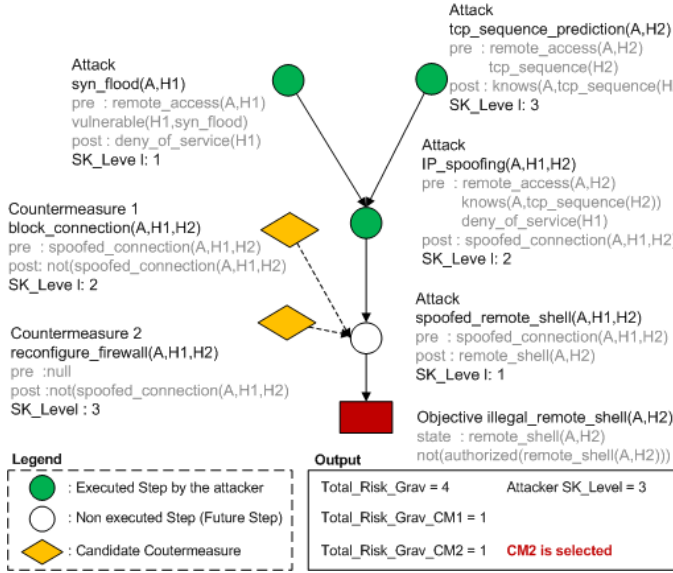 Attack
tcp_sequence_prediction(A,H2)
pre : remote_access(A,H2)
tcp_sequence(H2)
post : knows(A,tcp_sequence(H
SK_Leve l: 3
Attack
syn_flood(A,H1)
pre : remote_access(A,H1)
vulnerable(H1,syn_flood)
post : deny_of_service(H1)
SK_Leve l: 1
Attack
IP_spoofing(A,H1,H2)
pre : remote_access(A,H2)
knows(A,tcp_sequence(H2))
deny_of_service(H1)
post : spoofed_connection(A,H1,H2)
SK_Leve l: 2
Countermeasure 1
block_connection(A,H1,H2)
pre : spoofed_connection(A,H1,H2)
post: not(spoofed_connection(A,H1,H2)
SK_Leve l: 2
Attack
spoofed_remote_shell(A,H1,H2)
pre : spoofed_connection(A,H1,H2)
post : remote_shell(A,H2)
SK_Leve l: 1
Countermeasure 2
reconfigure_firewall(A,H1,H2)
pre :null
post :not(spoofed_connection(A,H1,H2)
SK_Level : 3
Objective illegal_remote_shell(A,H2)
state : remote_shell(A,H2)
not(authorized(remote_shell(A,H2)))
Legend
: Executed Step by the attacker
: Non executed Step (Future Step)
: Candidate Coutermeasure
Output
Total_Risk_Grav = 4 Attacker SK_Level = 3
Total_Risk_Grav_CM1 = 1
Total_Risk_Grav_CM2 = 1 CM2 is selected